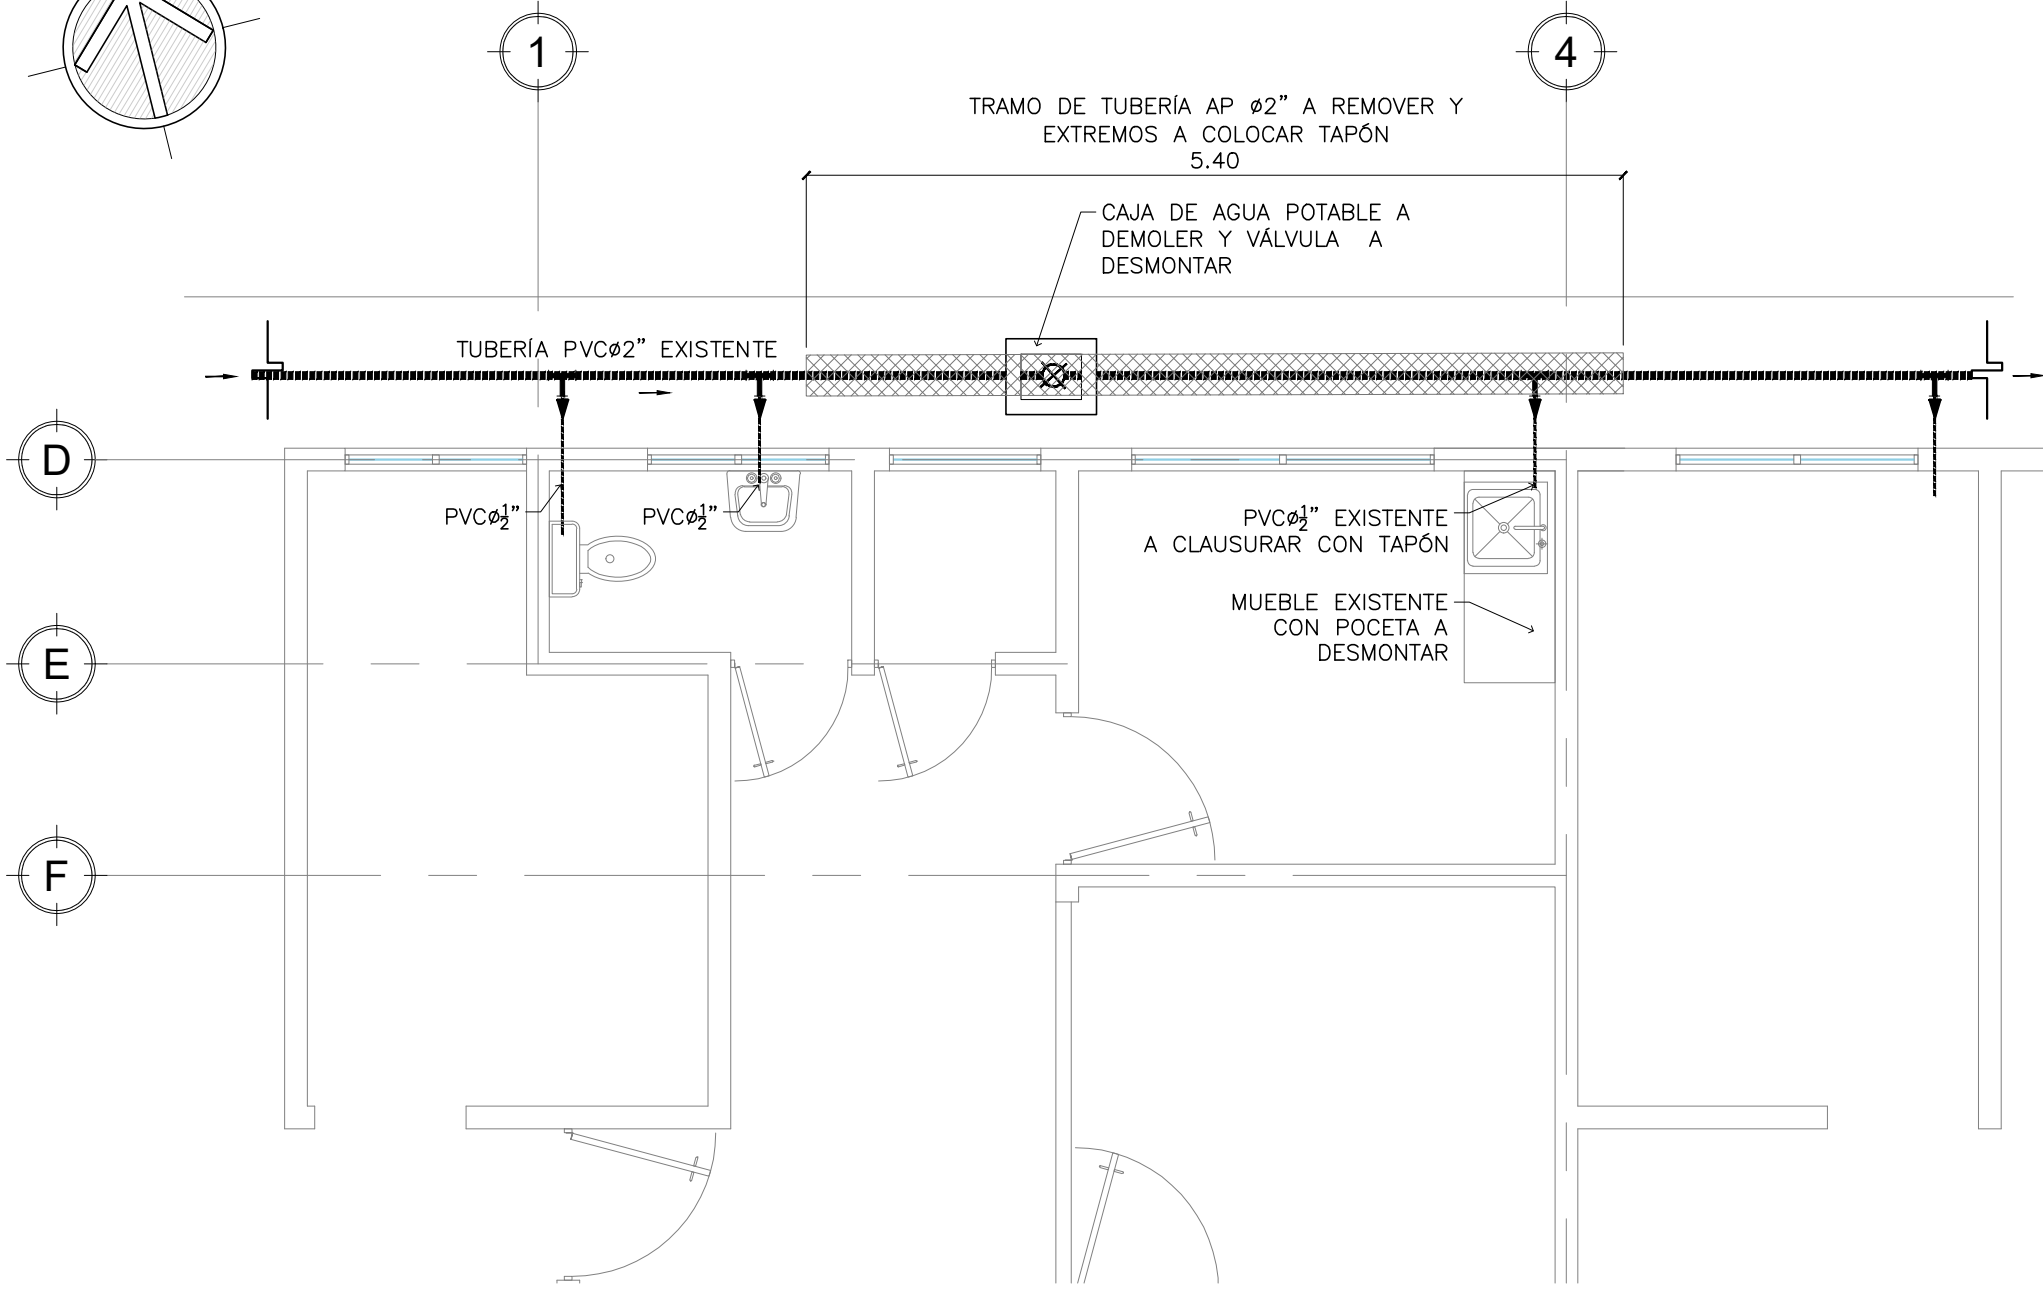 1
4
TRAMO DE TUBERÍA AP ø2” A REMOVER Y
EXTREMOS A COLOCAR TAPÓN
5.40
CAJA DE AGUA POTABLE A
DEMOLER Y VÁLVULA A
DESMONTAR
TUBERÍA PVCø2” EXISTENTE
D
PVCø½”
PVCø½”
PVCø½” EXISTENTE
A CLAUSURAR CON TAPÓN
MUEBLE EXISTENTE
CON POCETA A
DESMONTAR
E
F